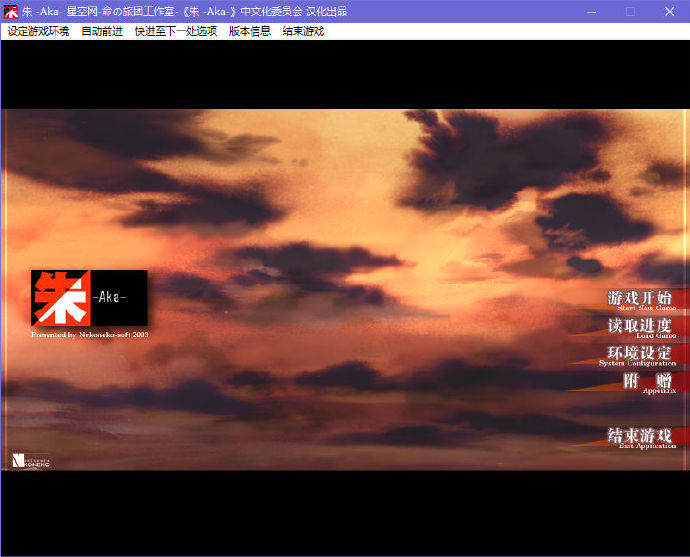 朱 -Aka- 星空网-命の旅团工作室-《朱 -Aka-》中文化委员会 汉化出品
设定游戏环境 自动前进 快进至下一处选项 版本信息 结束游戏
朱 -Aka-
Presented by Nekoneko-soft 2003
游戏开始
Start New Game
读取进度
Load Game
环境设定
System Configuration
附 赠
Appendix
结束游戏
Exit Application